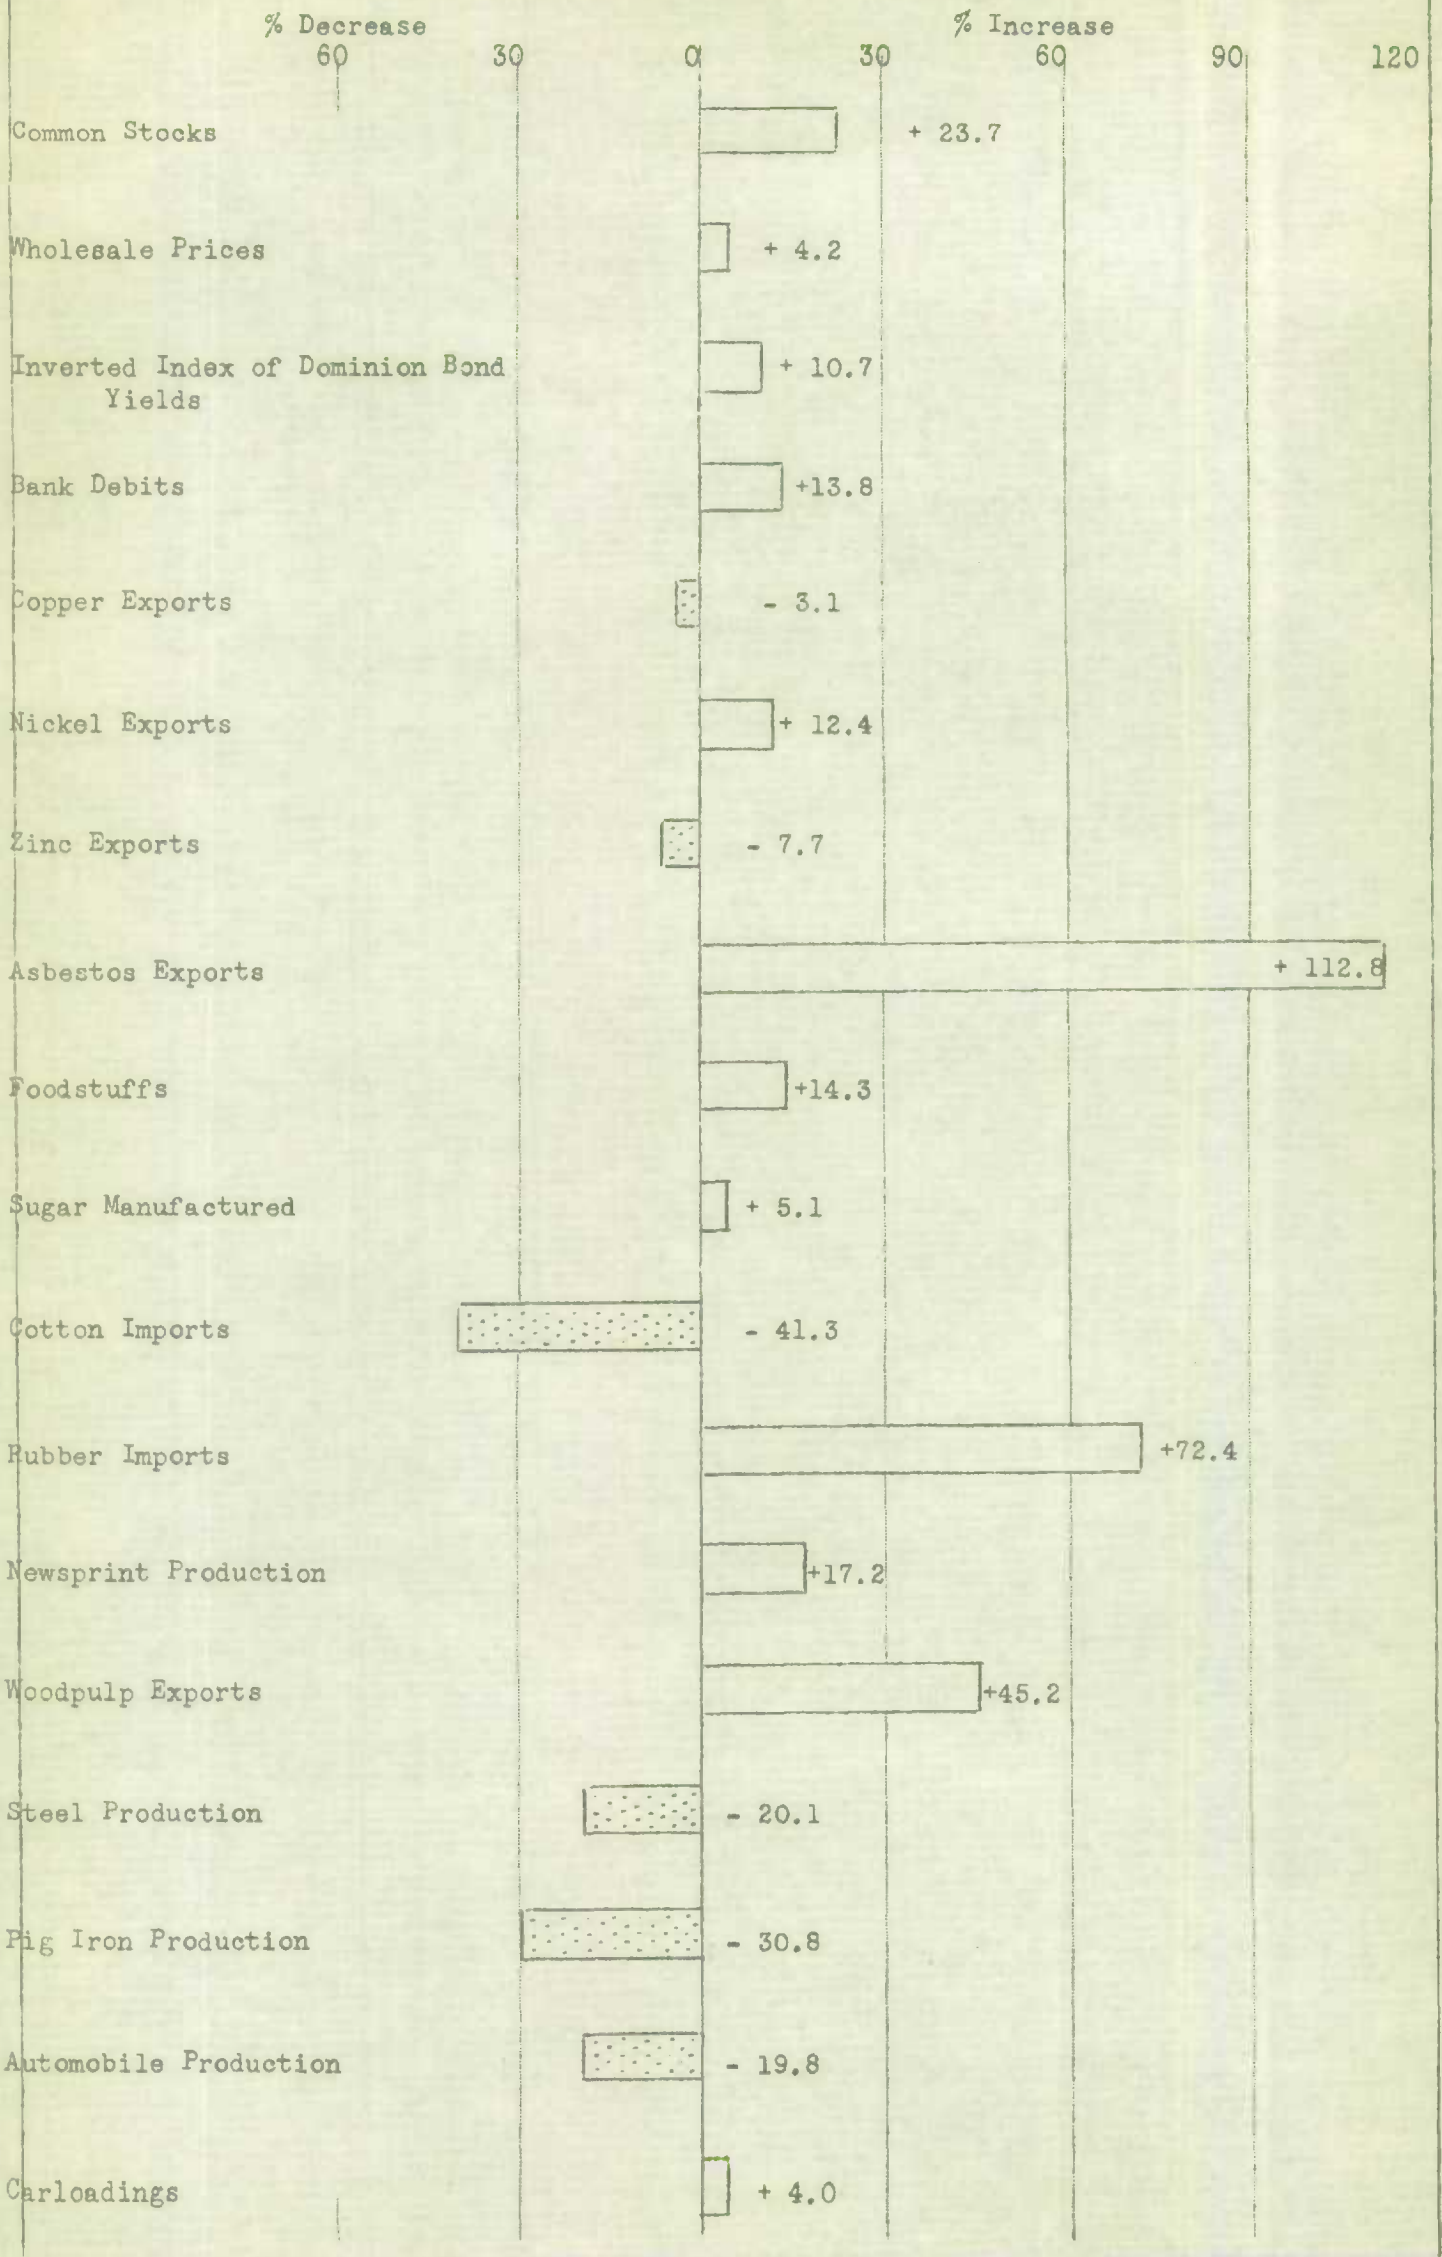 % Decrease % Increase
60 30 0 30 60 90 120
Common Stocks + 23.7
Wholesale Prices + 4.2
Inverted Index of Dominion Bond + 10.7
Yields
Bank Debits +13.8
Copper Exports - 3.1
Nickel Exports + 12.4
Zinc Exports - 7.7
Asbestos Exports + 112.8
Foodstuffs +14.3
Sugar Manufactured + 5.1
Cotton Imports - 41.3
Rubber Imports +72.4
Newsprint Production +17.2
Woodpulp Exports +45.2
Steel Production - 20.1
Pig Iron Production - 30.8
Automobile Production - 19.8
Carloadings + 4.0